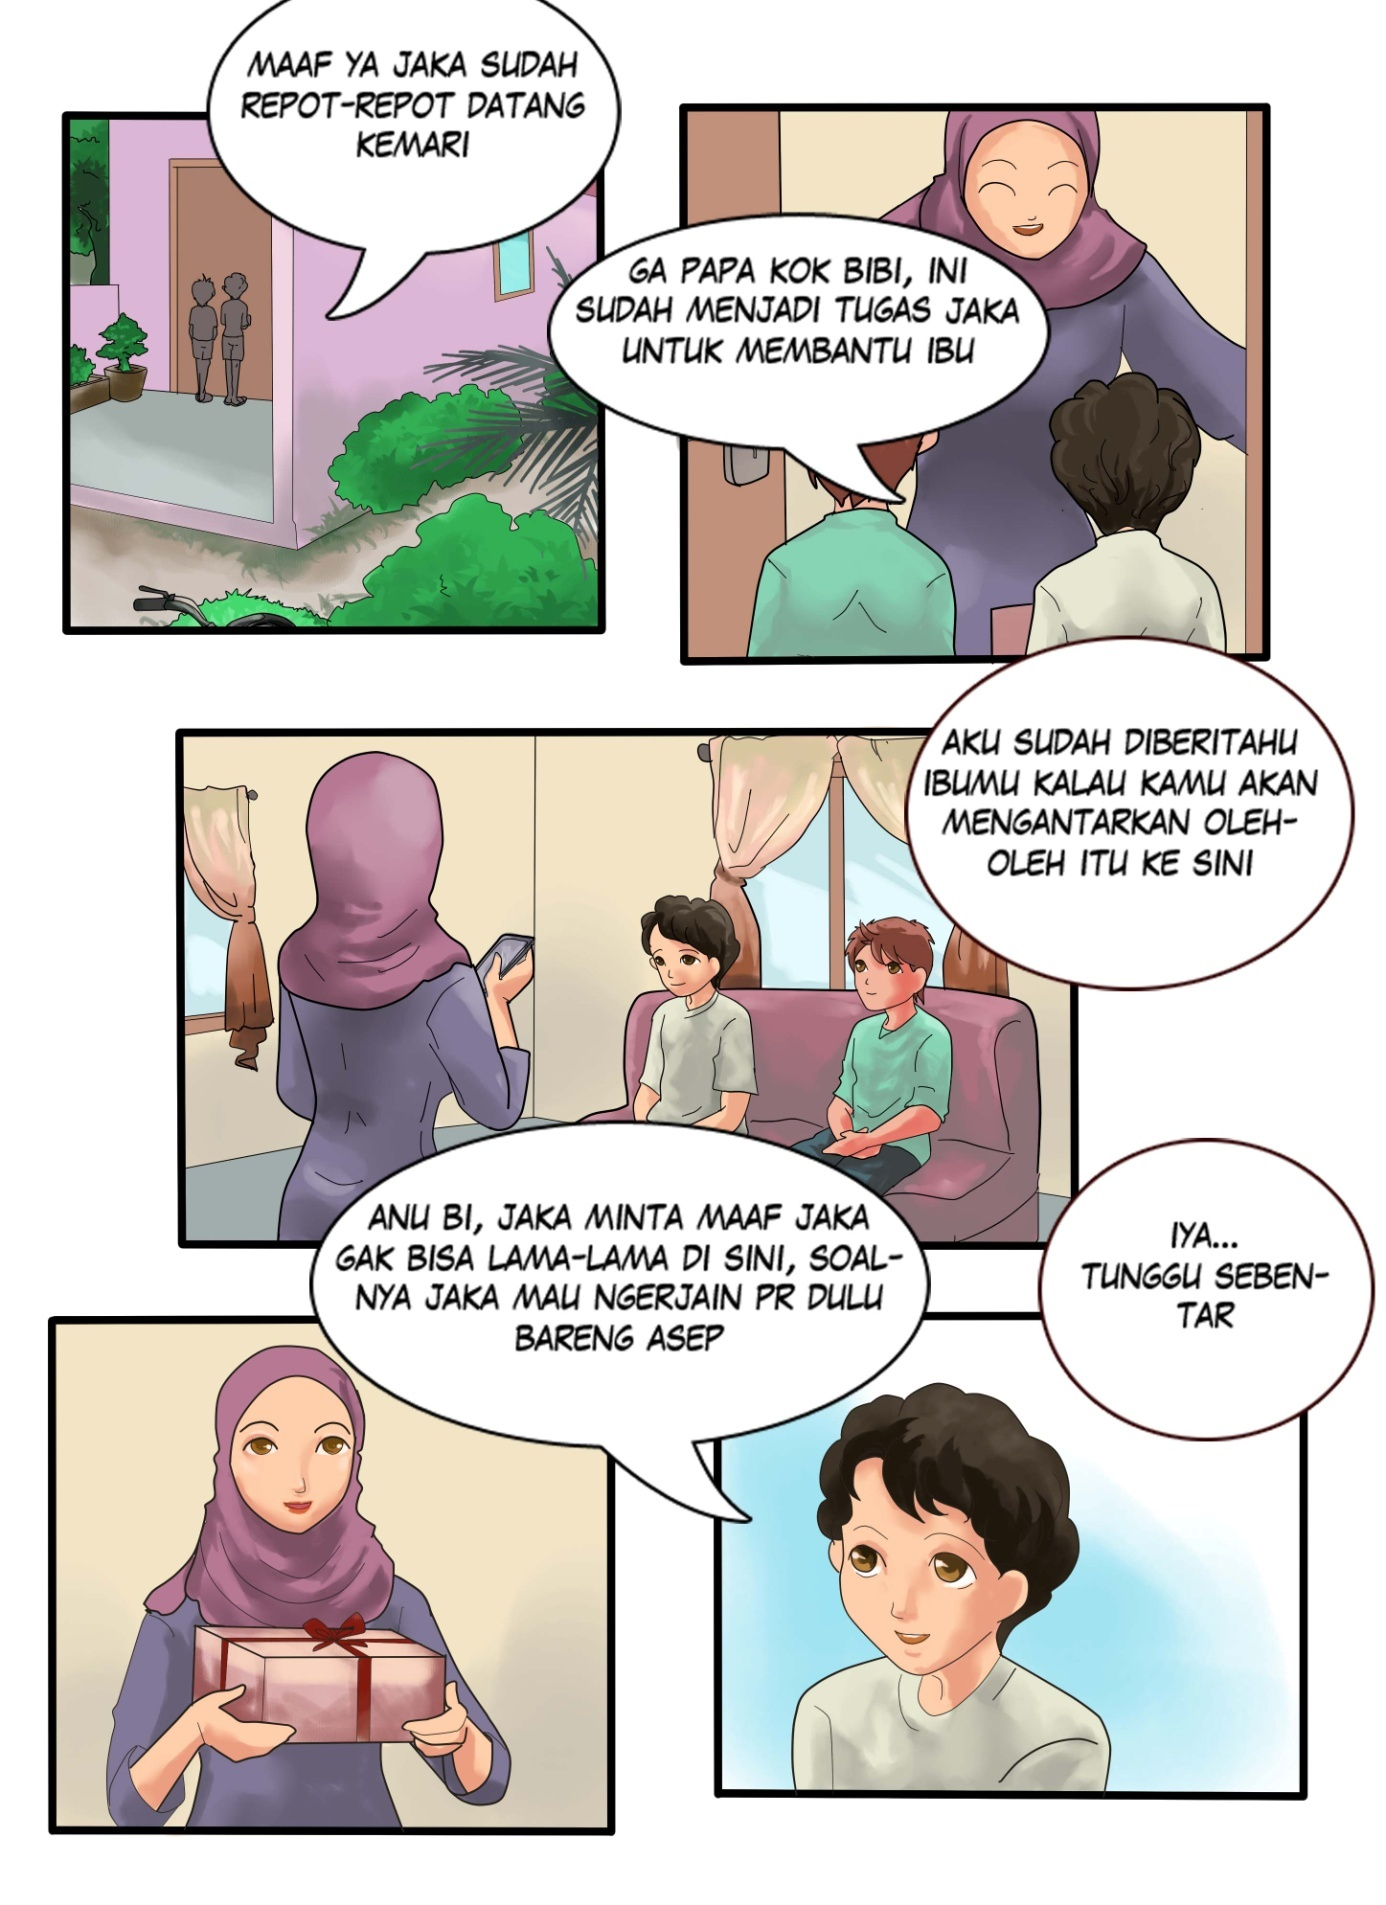 MAAF YA JAKA SUDAH
REPOT-REPOT DATANG
KEMARI
GA PAPA KOK BIBI, INI
SUDAH MENJADI TUGAS JAKA
UNTUK MEMBANTU IBU
AKU SUDAH DIBERITAHU
IBUMU KALAU KAMU AKAN
MENGANTARKAN OLEH-
OLEH ITU KE SINI
ANU BI, JAKA MINTA MAAF JAKA
GAK BISA LAMA-LAMA DI SINI, SOAL-
NYA JAKA MAU NGERJAIN PR DULU
BARENG ASEP
IYA...
TUNGGU SEBEN-
TAR